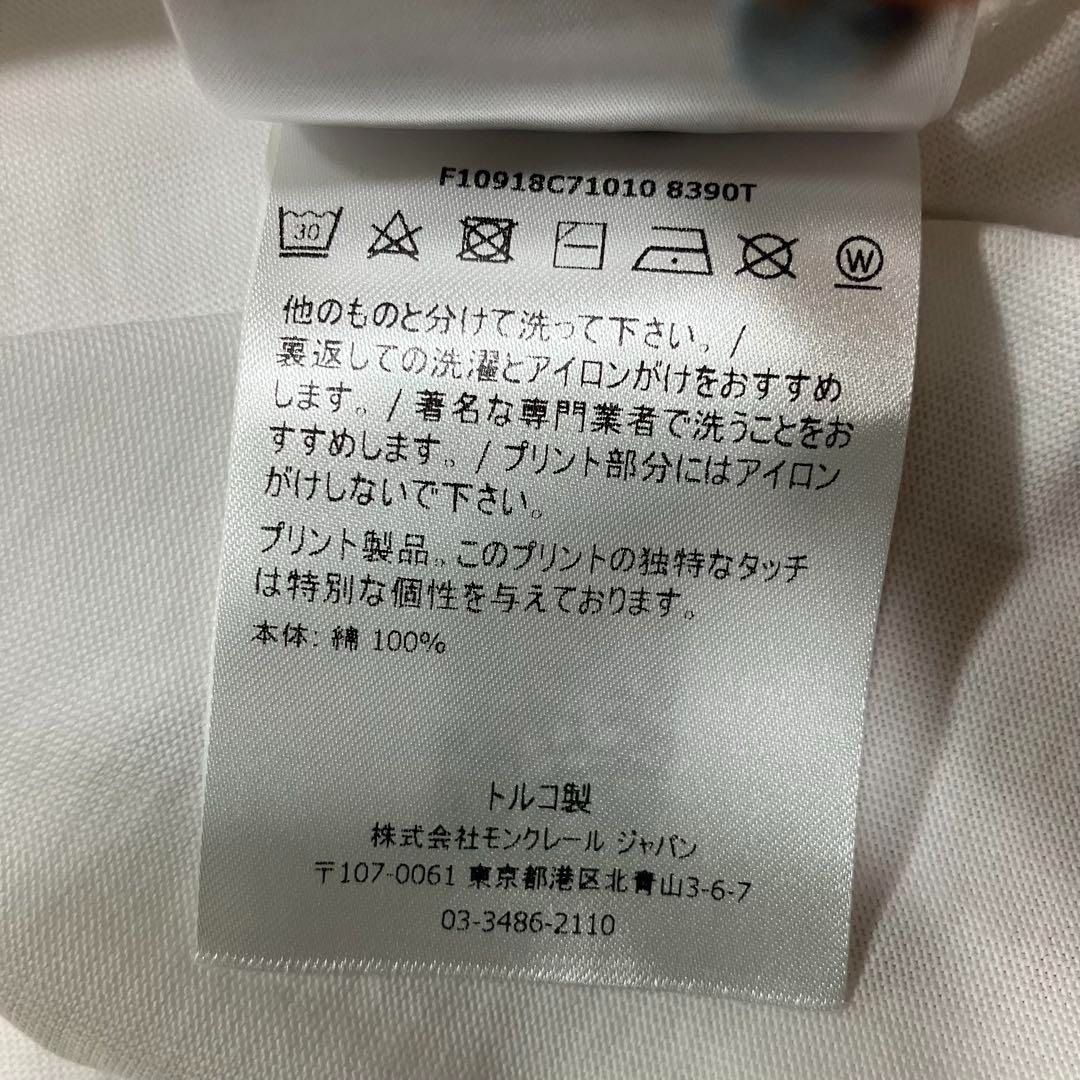 F10918C71010 8390T
30
W
他のものと分けて洗って下さい。/
裏返しての洗濯とアイロンがけをおすすめ
します。/ 著名な専門業者で洗うことをお
すすめします。/ プリント部分にはアイロン
がけしないで下さい。
プリント製品。このプリントの独特なタッチ
は特別な個性を与えております。
本体: 綿 100%
トルコ製
株式会社モンクレール ジャパン
〒107-0061 東京都港区北青山3-6-7
03-3486-2110